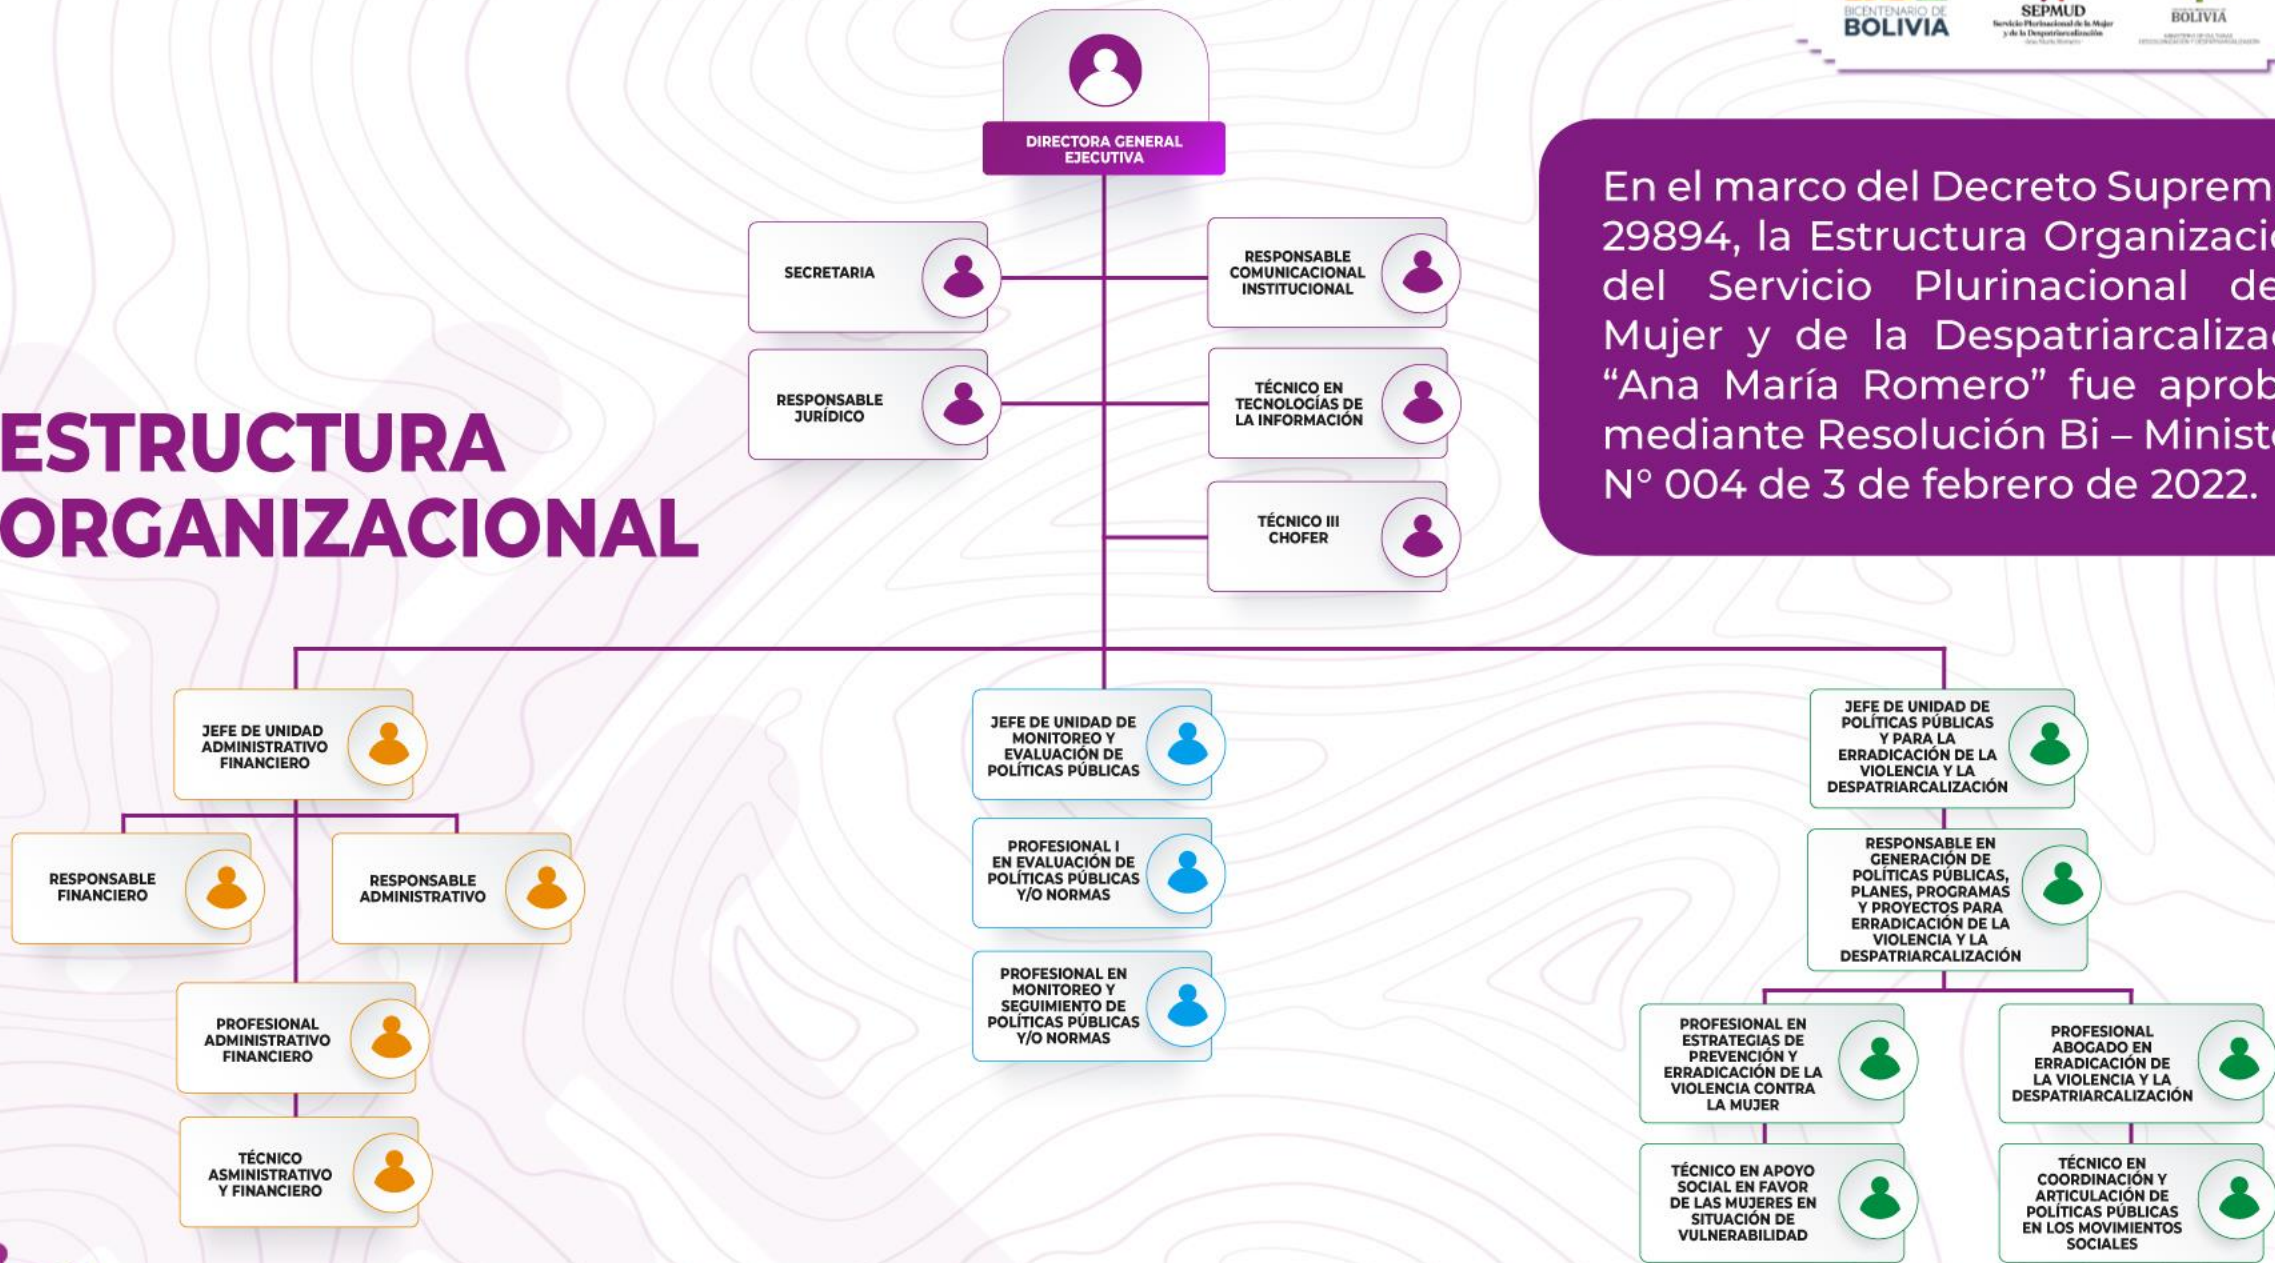 BICENTENARIO DE
BOLIVIA
SEPMUD
Servicio Plurinacional de la Mujer
y de la Despatriarcalización
BOLIVIA
DIRECTORA GENERAL
EJECUTIVA
SECRETARIA
RESPONSABLE
COMUNICACIONAL
INSTITUCIONAL
RESPONSABLE
JURÍDICO
TÉCNICO EN
TECNOLOGÍAS DE
LA INFORMACIÓN
TÉCNICO III
CHOFER
En el marco del Decreto Suprem
29894, la Estructura Organizaci
del Servicio Plurinacional de
Mujer y de la Despatriarcaliza
“Ana María Romero” fue aprob
mediante Resolución Bi – Minist
N° 004 de 3 de febrero de 2022.
ESTRUCTURA
ORGANIZACIONAL
JEFE DE UNIDAD
ADMINISTRATIVO
FINANCIERO
RESPONSABLE
FINANCIERO
RESPONSABLE
ADMINISTRATIVO
PROFESIONAL
ADMINISTRATIVO
FINANCIERO
TÉCNICO
ASMINISTRATIVO
Y FINANCIERO
JEFE DE UNIDAD DE
MONITOREO Y
EVALUACIÓN DE
POLÍTICAS PÚBLICAS
PROFESIONAL I
EN EVALUACIÓN DE
POLÍTICAS PÚBLICAS
Y/O NORMAS
PROFESIONAL EN
MONITOREO Y
SEGUIMIENTO DE
POLÍTICAS PÚBLICAS
Y/O NORMAS
JEFE DE UNIDAD DE
POLÍTICAS PÚBLICAS
Y PARA LA
ERRADICACIÓN DE LA
VIOLENCIA Y LA
DESPATRIARCALIZACIÓN
RESPONSABLE EN
GENERACIÓN DE
POLÍTICAS PÚBLICAS,
PLANES, PROGRAMAS
Y PROYECTOS PARA
ERRADICACIÓN DE LA
VIOLENCIA Y LA
DESPATRIARCALIZACIÓN
PROFESIONAL EN
ESTRATEGIAS DE
PREVENCIÓN Y
ERRADICACIÓN DE LA
VIOLENCIA CONTRA
LA MUJER
PROFESIONAL
ABOGADO EN
ERRADICACIÓN DE
LA VIOLENCIA Y LA
DESPATRIARCALIZACIÓN
TÉCNICO EN APOYO
SOCIAL EN FAVOR
DE LAS MUJERES EN
SITUACIÓN DE
VULNERABILIDAD
TÉCNICO EN
COORDINACIÓN Y
ARTICULACIÓN DE
POLÍTICAS PÚBLICAS
EN LOS MOVIMIENTOS
SOCIALES